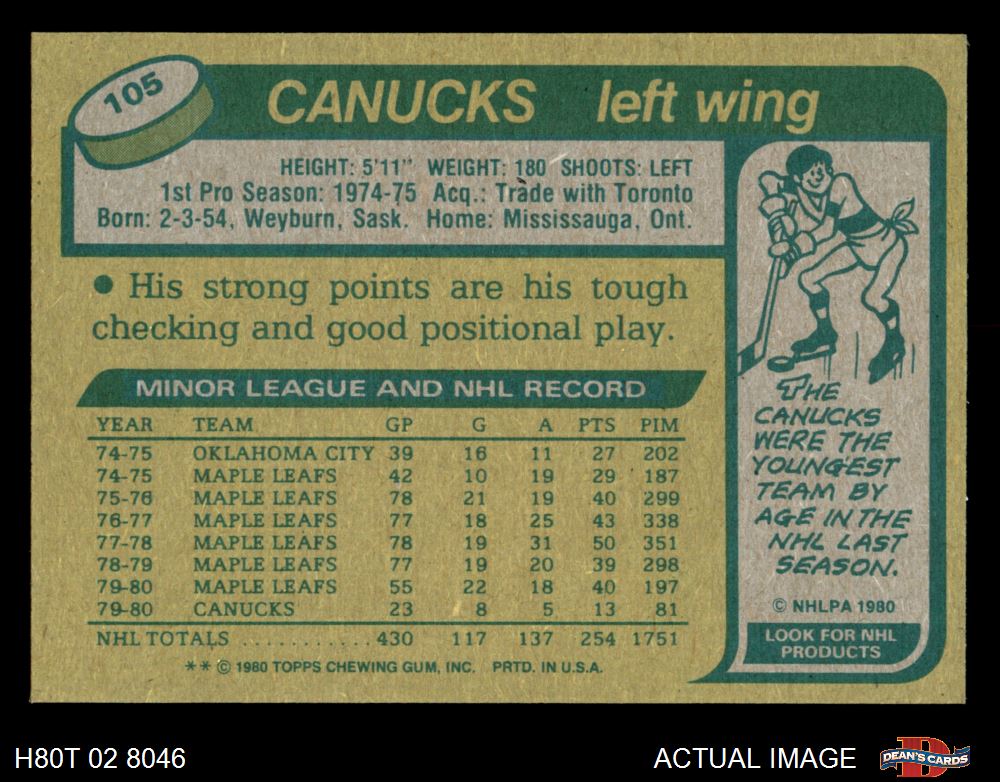 105
CANUCKS left wing
HEIGHT: 5'11" WEIGHT: 180 SHOOTS: LEFT
1st Pro Season: 1974-75 Acq.: Trade with Toronto
Born: 2-3-54, Weyburn, Sask. Home: Mississauga, Ont.
● His strong points are his tough
checking and good positional play.
MINOR LEAGUE AND NHL RECORD
YEAR TEAM GP G A PTS PIM
74-75 OKLAHOMA CITY 39 16 11 27 202
74-75 MAPLE LEAFS 42 10 19 29 187
75-76 MAPLE LEAFS 78 21 19 40 299
76-77 MAPLE LEAFS 77 18 25 43 338
77-78 MAPLE LEAFS 78 19 31 50 351
78-79 MAPLE LEAFS 77 19 20 39 298
79-80 MAPLE LEAFS 55 22 18 40 197
79-80 CANUCKS 23 8 5 13 81
NHL TOTALS ............ 430 117 137 254 1751
** © 1980 TOPPS CHEWING GUM, INC. PRTD. IN U.S.A.
THE
CANUCKS
WERE THE
YOUNGEST
TEAM BY
AGE IN THE
NHL LAST
SEASON.
© NHLPA 1980
LOOK FOR NHL
PRODUCTS
H80T 02 8046
ACTUAL IMAGE
D
DEAN'S CARDS